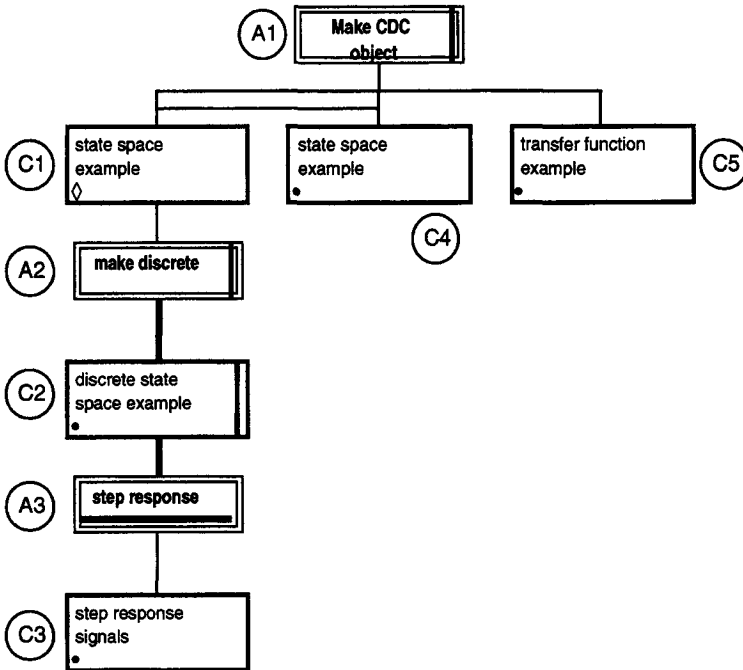 A1
Make CDC
object
C1
state space
example
state space
example
C4
transfer function
example
C5
A2
make discrete
C2
discrete state
space example
A3
step response
C3
step response
signals